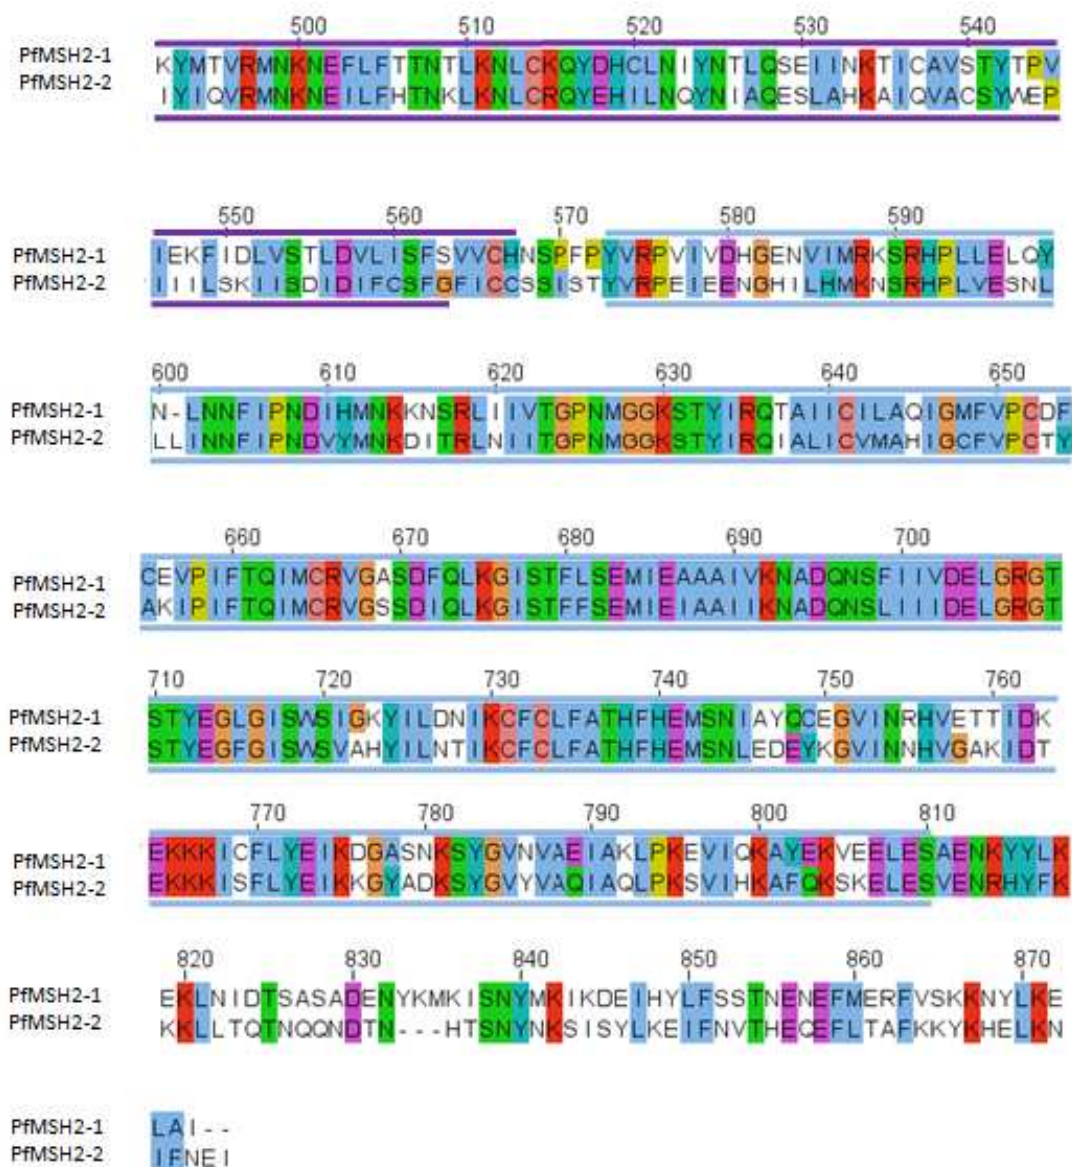 500 510 520 530 540
PfMSH2-1 KYMTVRMNKNEFLFTTNTLKNLCKQYDHCLNIYNTLQSEIINKTICAVSTYTPV
PfMSH2-2 IYIQVRMNKNEILFHTNKLKNLCRQYEHILNQYNIAQESLAHKAIQVACSYWEP
550 560 570 580 590
PfMSH2-1 IEKFIDLVSTLDVLISFSVVCHNSPFPYVRPVIVDHGENVIMRKSRHPLLELQY
PfMSH2-2 IIILSKIISDIDIFCSFGFICCSSISTYVRPEIEENGHILHMKNSRHPLVESNL
600 610 620 630 640 650
PfMSH2-1 N-LNNFIPNDIHMNKKNSRLIIVTGPNMGGKSTYIRQTAIICILAQIGMFVPCDF
PfMSH2-2 LLINNFIPNDVYMNKDITRLNIITGPNMGGKSTYIRQIALICVMAHIGCFVPCTY
660 670 680 690 700
PfMSH2-1 CEVPIFTQIMCRVGASDFQLKGISTFLSEMIEAAAIVKNADQNSFIIVDELGRGT
PfMSH2-2 AKIPIFTQIMCRVGSSDIQLKGISTFFSEMIEIAAIIKNADQNSLIIIDELGRGT
710 720 730 740 750 760
PfMSH2-1 STYEGLGISWSIGKYILDNIKCFCLFATHFHEMSNIAYQCEGVINRHVETTIDK
PfMSH2-2 STYEGFGISWSVAHYILNTIKCFCLFATHFHEMSNLEDEYKGVINNHVGAKIDT
770 780 790 800 810
PfMSH2-1 EKKKICFLYEIKDGASNKSYGVNVAEIAKLPKEVIQKAYEKVEELESAENKYYLK
PfMSH2-2 EKKKISFLYEIKKGYADKSYGVYVAQIAQLPKSVIHKAFQKSKELESVENRHYFK
820 830 840 850 860 870
PfMSH2-1 EKLNIDTSASADENYKMKISNYMKIKDEIHYLFSSTNENEFMERFVSKKNYLKE
PfMSH2-2 KKLLTQTNQQNDTN---HTSNYNKSISYLKEIFNVTHEQEFLTAFKKYKHELKN
PfMSH2-1 LAI--
PfMSH2-2 IFNEI